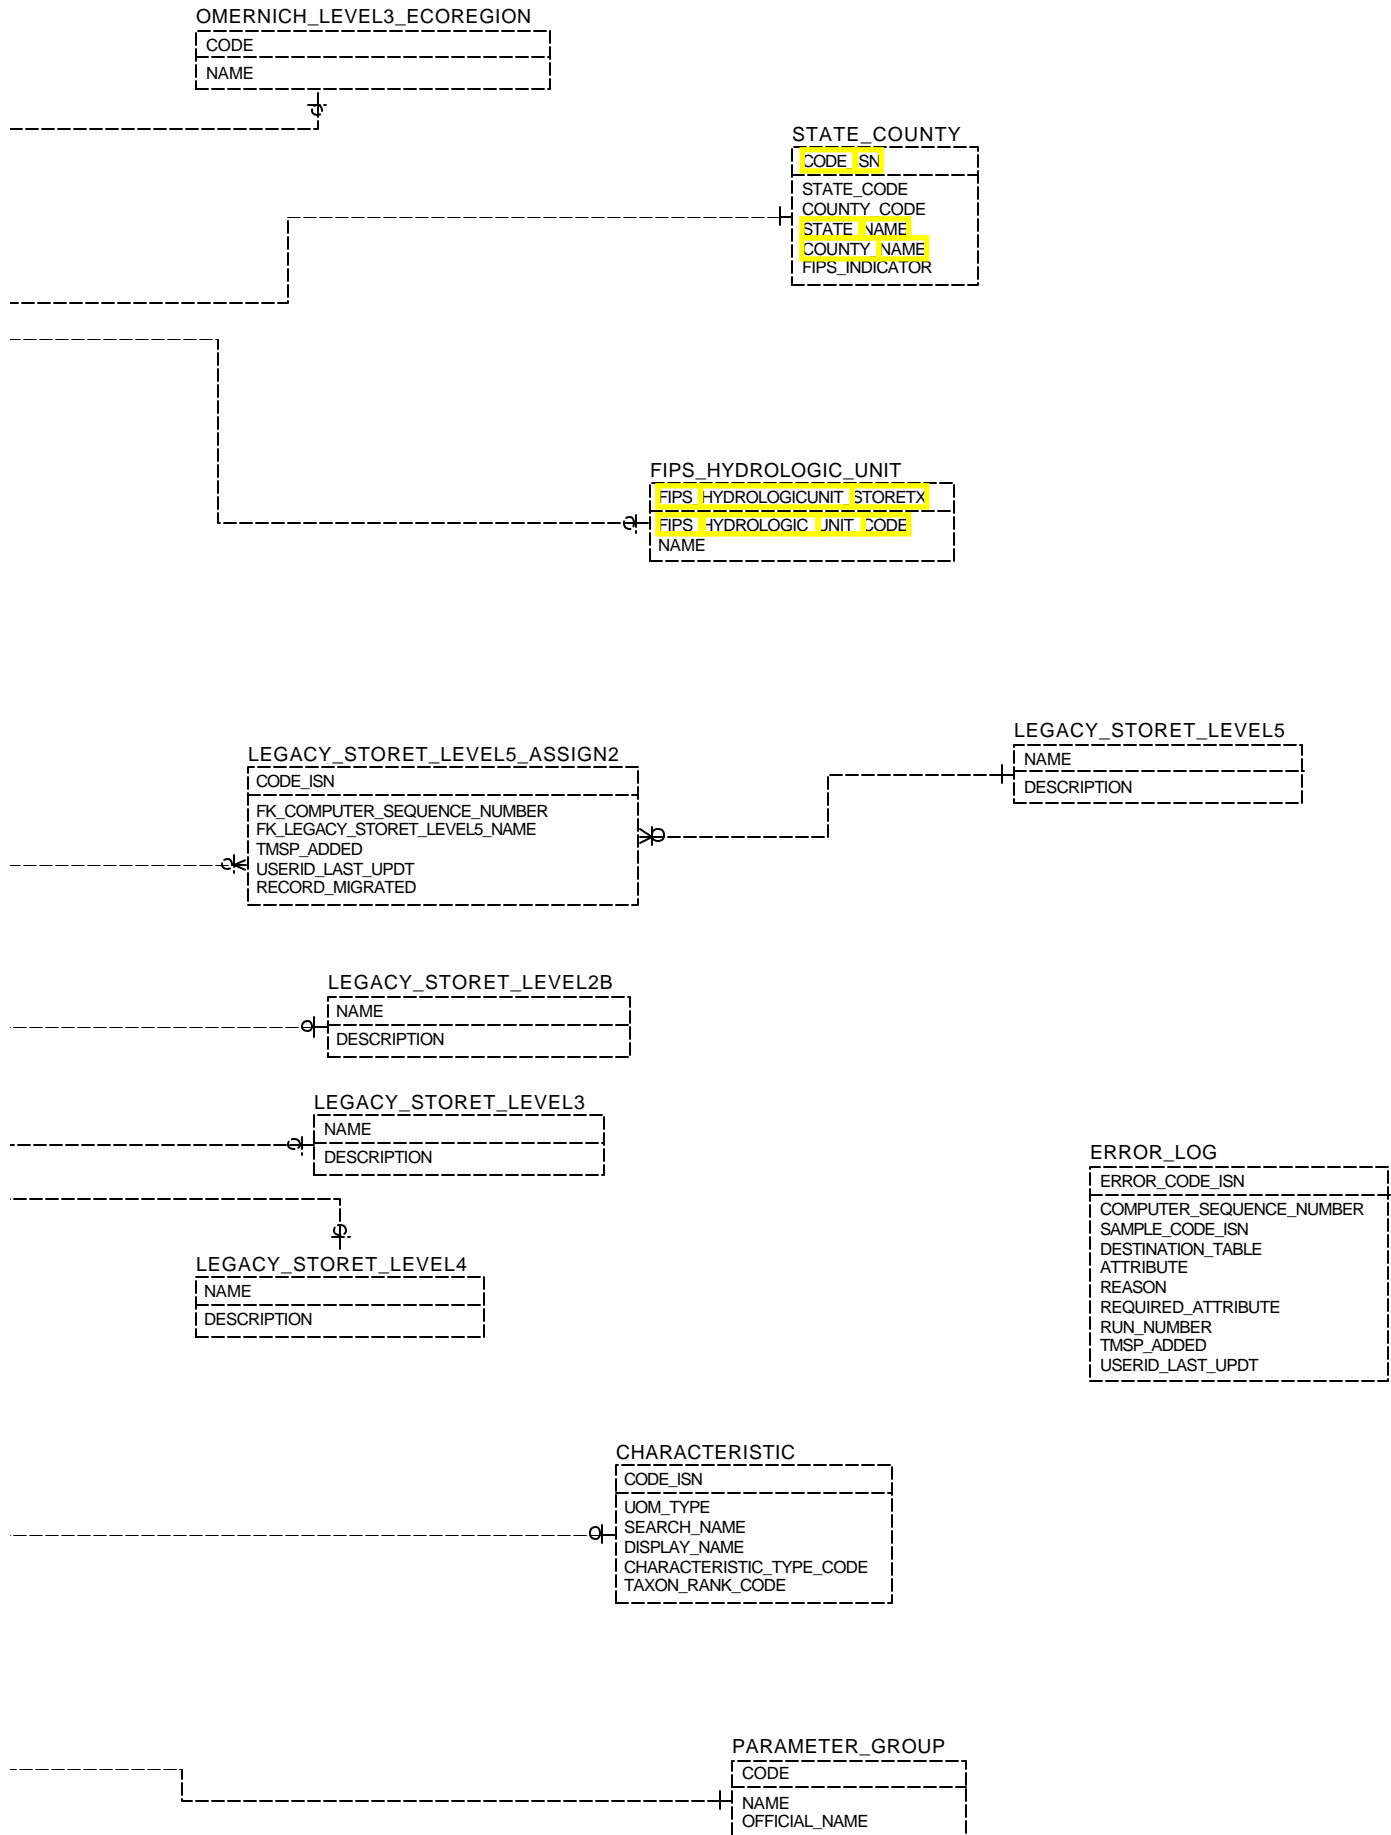 OMERNICH_LEVEL3_ECOREGION
CODE
NAME
STATE_COUNTY
CODE_ISN
STATE_CODE
COUNTY_CODE
STATE_NAME
COUNTY_NAME
FIPS_INDICATOR
FIPS_HYDROLOGIC_UNIT
FIPS_HYDROLOGICUNIT_STORETX
FIPS_HYDROLOGIC_UNIT_CODE
NAME
LEGACY_STORET_LEVEL5
NAME
DESCRIPTION
LEGACY_STORET_LEVEL5_ASSIGN2
CODE_ISN
FK_COMPUTER_SEQUENCE_NUMBER
FK_LEGACY_STORET_LEVEL5_NAME
TMSP_ADDED
USERID_LAST_UPDT
RECORD_MIGRATED
LEGACY_STORET_LEVEL2B
NAME
DESCRIPTION
LEGACY_STORET_LEVEL3
NAME
DESCRIPTION
ERROR_LOG
ERROR_CODE_ISN
COMPUTER_SEQUENCE_NUMBER
SAMPLE_CODE_ISN
DESTINATION_TABLE
ATTRIBUTE
REASON
REQUIRED_ATTRIBUTE
RUN_NUMBER
TMSP_ADDED
USERID_LAST_UPDT
LEGACY_STORET_LEVEL4
NAME
DESCRIPTION
CHARACTERISTIC
CODE_ISN
UOM_TYPE
SEARCH_NAME
DISPLAY_NAME
CHARACTERISTIC_TYPE_CODE
TAXON_RANK_CODE
PARAMETER_GROUP
CODE
NAME
OFFICIAL_NAME